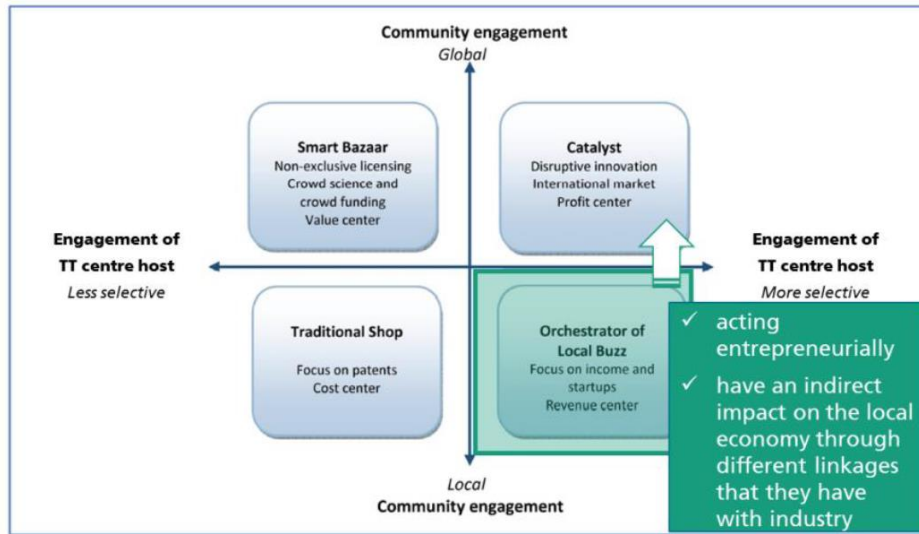 Community engagement
Global
Smart Bazaar
Non-exclusive licensing
Crowd science and
crowd funding
Value center
Catalyst
Disruptive innovation
International market
Profit center
Engagement of
TT centre host
Less selective
Engagement of
TT centre host
More selective
Traditional Shop
Focus on patents
Cost center
Orchestrator of
Local Buzz
Focus on income and
startups
Revenue center
✓ acting
entrepreneurially
✓ have an indirect
impact on the local
economy through
different linkages
that they have
with industry
Local
Community engagement